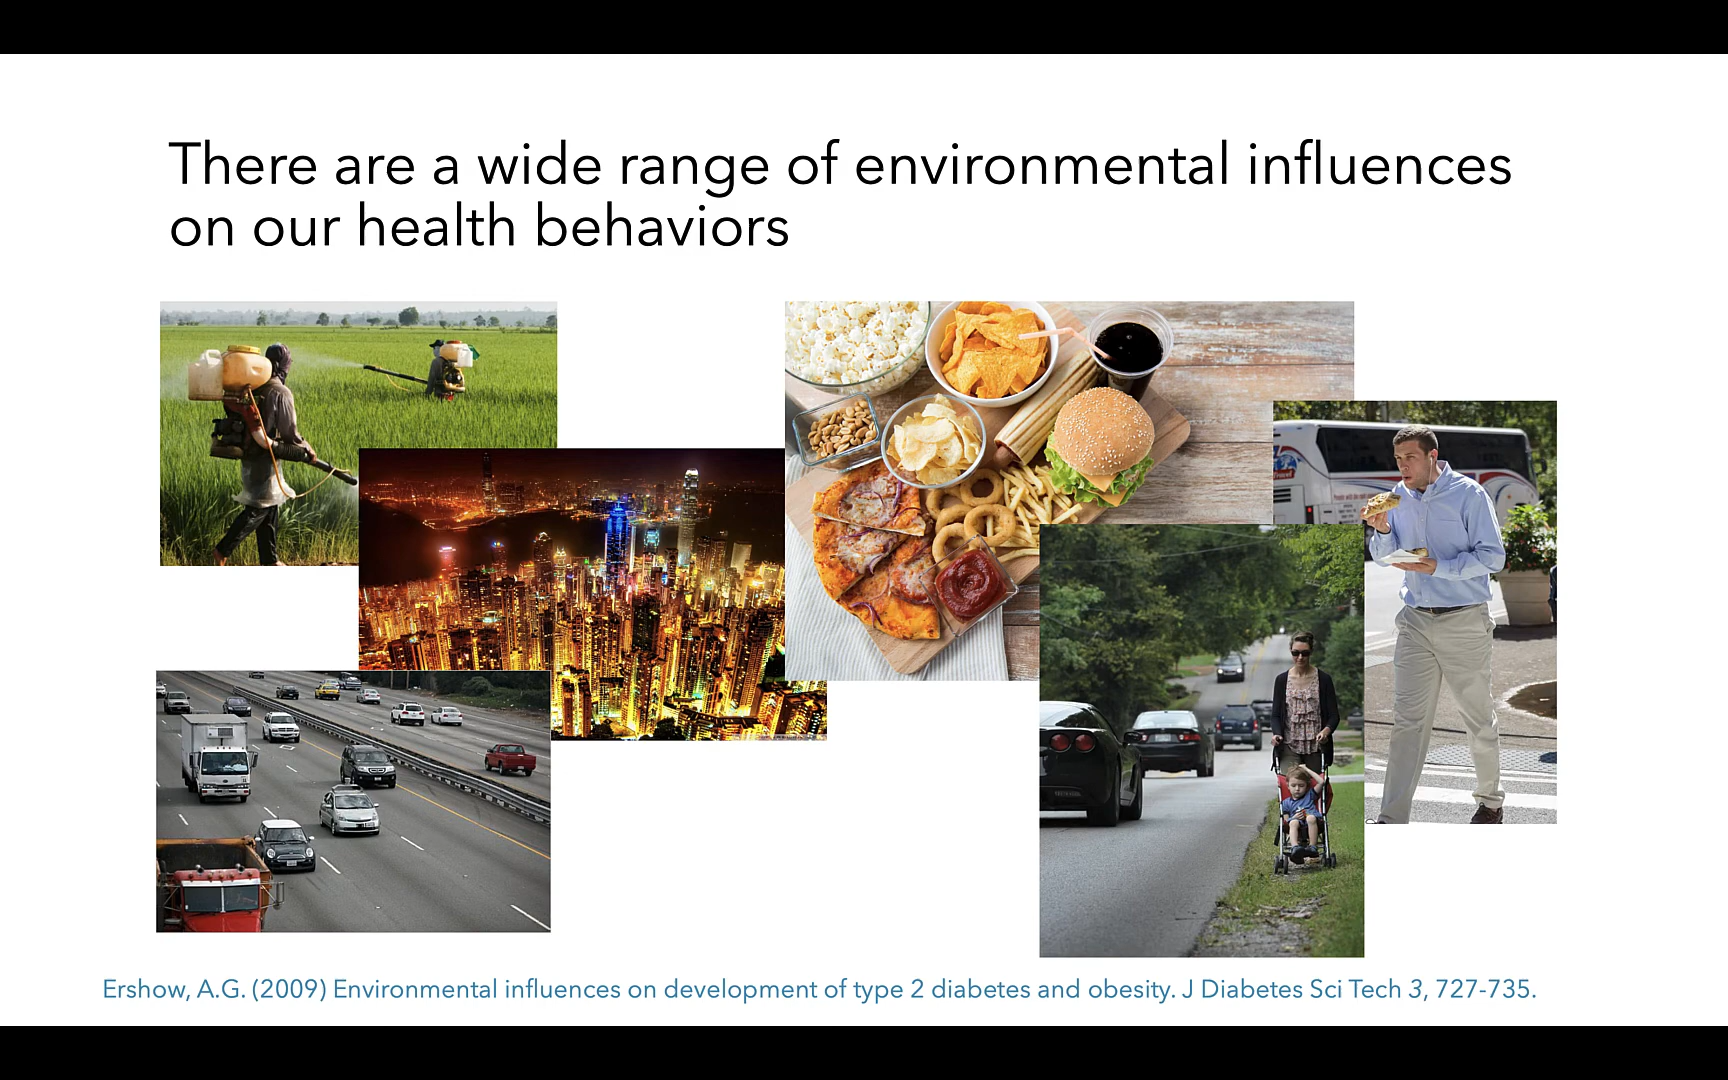 There are a wide range of environmental influences
on our health behaviors
Ershow, A.G. (2009) Environmental influences on development of type 2 diabetes and obesity. J Diabetes Sci Tech 3, 727-735.